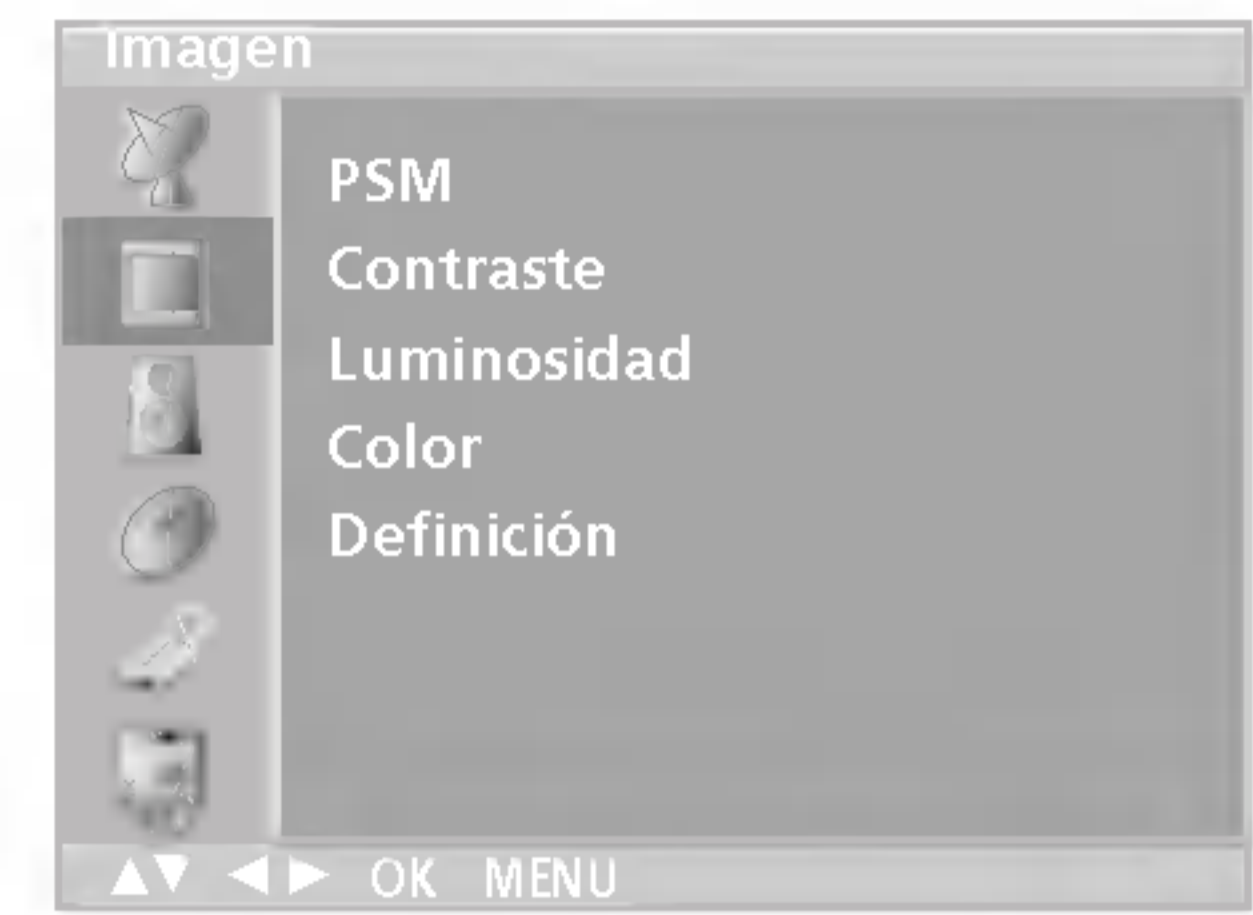 Imagen
PSM
Contraste
Luminosidad
Color
Definición
▲▼ ◀▶ OK MENU